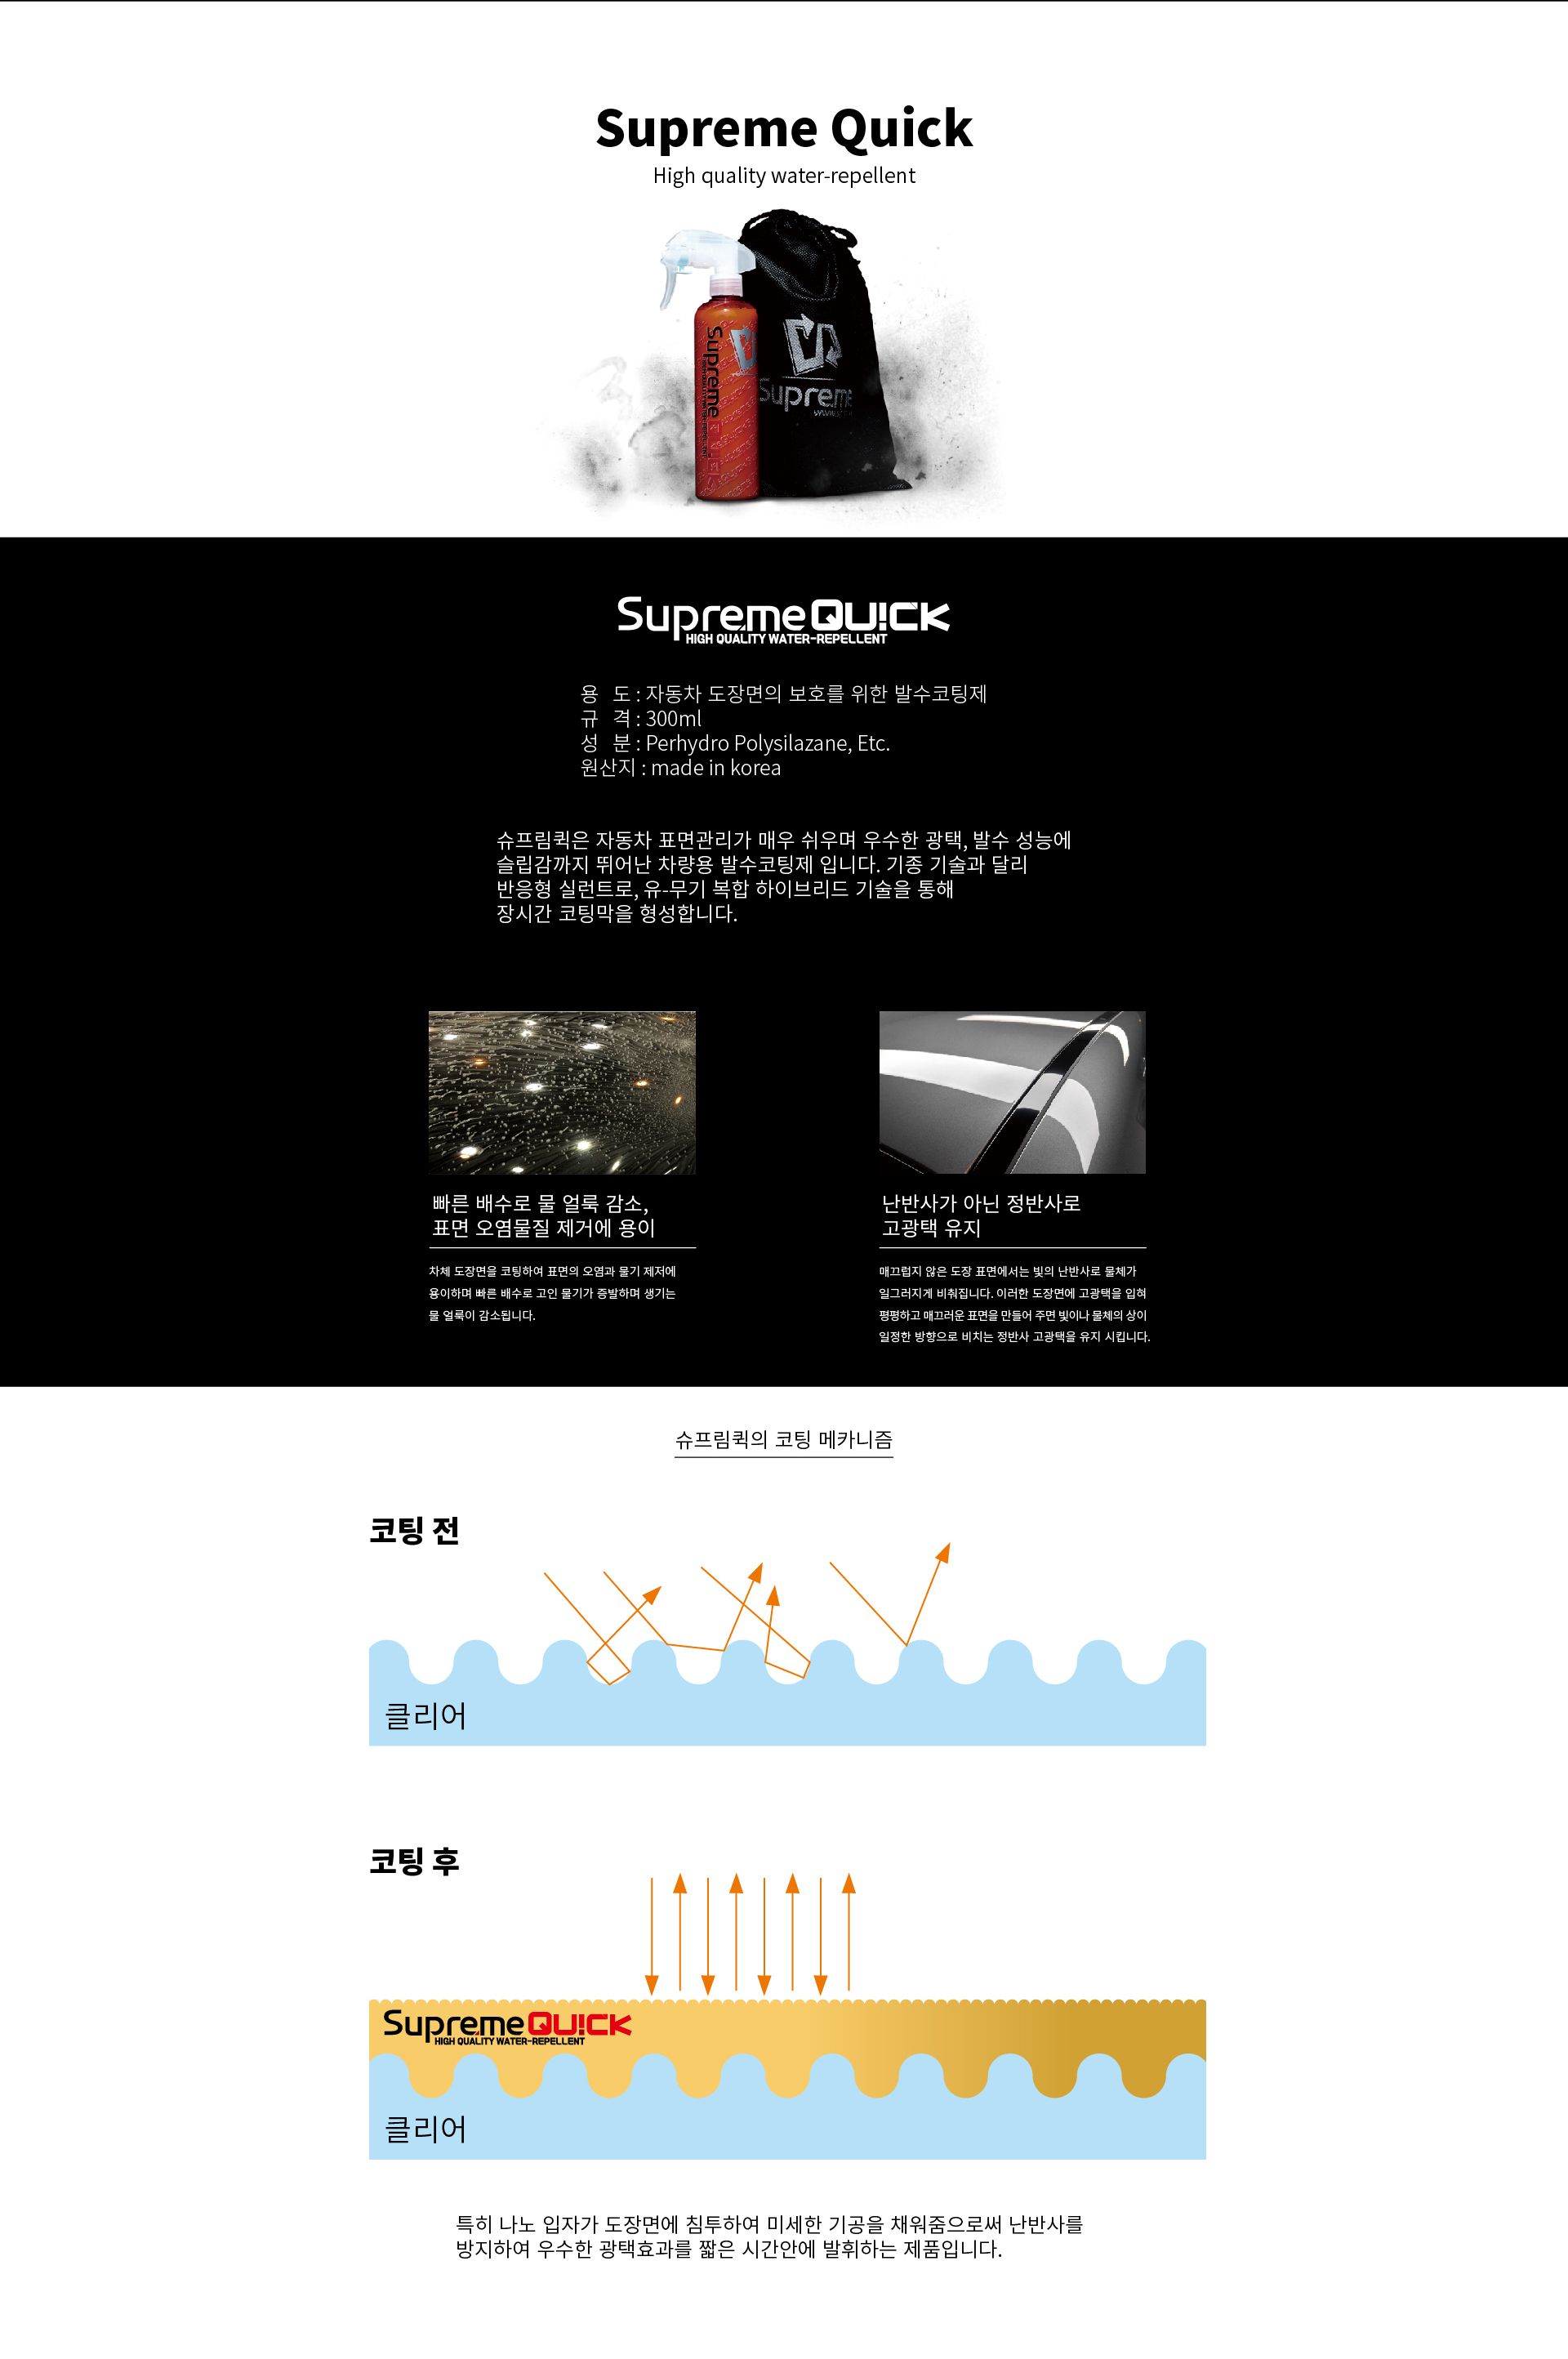 Supreme Quick
High quality water-repellent
Supreme
Supreme
Supreme QUICK
HIGH QUALITY WATER-REPELLENT
용 도 : 자동차 도장면의 보호를 위한 발수코팅제
규 격 : 300ml
성 분 : Perhydro Polysilazane, Etc.
원산지 : made in korea
슈프림퀵은 자동차 표면관리가 매우 쉬우며 우수한 광택, 발수 성능에
슬립감까지 뛰어난 차량용 발수코팅제 입니다. 기종 기술과 달리
반응형 실런트로, 유-무기 복합 하이브리드 기술을 통해
장시간 코팅막을 형성합니다.
빠른 배수로 물 얼룩 감소,
표면 오염물질 제거에 용이
차체 도장면을 코팅하여 표면의 오염과 물기 제저에
용이하며 빠른 배수로 고인 물기가 증발하며 생기는
물 얼룩이 감소됩니다.
난반사가 아닌 정반사로
고광택 유지
매끄럽지 않은 도장 표면에서는 빛의 난반사로 물체가
일그러지게 비춰집니다. 이러한 도장면에 고광택을 입혀
평평하고 매끄러운 표면을 만들어 주면 빛이나 물체의 상이
일정한 방향으로 비치는 정반사 고광택을 유지 시킵니다.
슈프림퀵의 코팅 메카니즘
코팅 전
클리어
코팅 후
Supreme QUICK
HIGH QUALITY WATER-REPELLENT
클리어
특히 나노 입자가 도장면에 침투하여 미세한 기공을 채워줌으로써 난반사를
방지하여 우수한 광택효과를 짧은 시간안에 발휘하는 제품입니다.